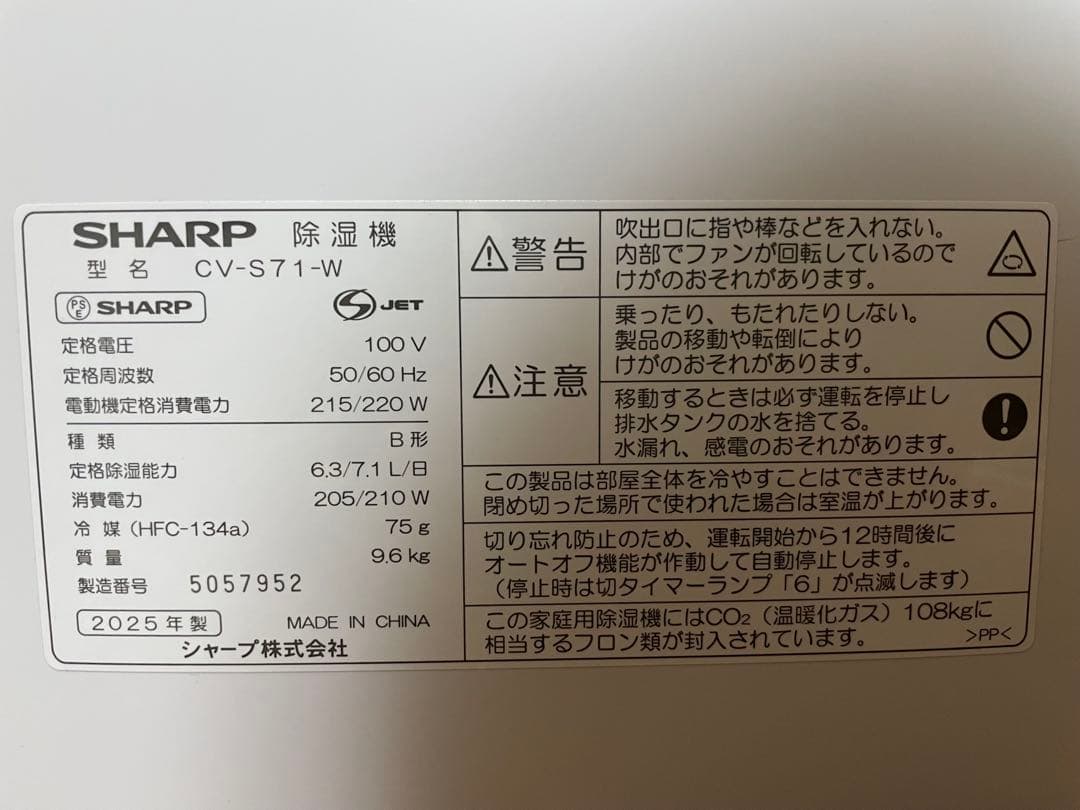 SHARP 除湿機
型名 CV-S71-W
PSE SHARP
S JET
定格電圧 100 V
定格周波数 50/60 Hz
電動機定格消費電力 215/220 W
種類 B形
定格除湿能力 6.3/7.1 L/日
消費電力 205/210 W
冷媒 (HFC-134a) 75 g
質量 9.6 kg
製造番号 5057952
2025年製 MADE IN CHINA
シャープ株式会社
警告
吹出口に指や棒などを入れない。
内部でファンが回転しているので
けがのおそれがあります。
注意
乗ったり、もたれたりしない。
製品の移動や転倒により
けがのおそれがあります。
移動するときは必ず運転を停止し
排水タンクの水を捨てる。
水漏れ、感電のおそれがあります。
この製品は部屋全体を冷やすことはできません。
閉め切った場所で使われた場合は室温が上がります。
切り忘れ防止のため、運転開始から12時間後に
オートオフ機能が作動して自動停止します。
(停止時は切タイマーランプ「6」が点滅します)
この家庭用除湿機にはCO₂(温暖化ガス)108kgに
相当するフロン類が封入されています。
>PP<